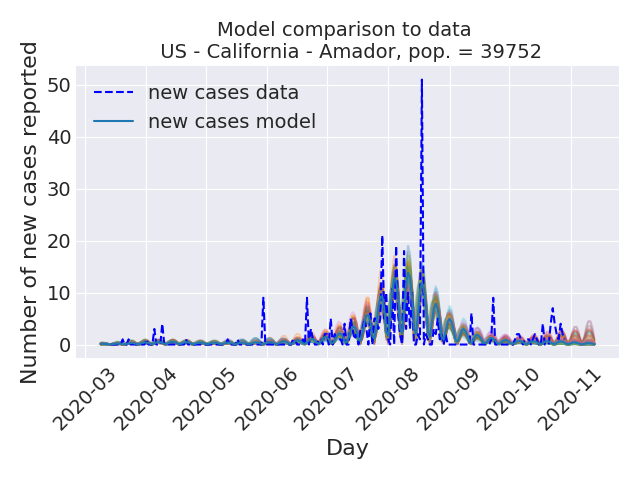 Model comparison to data
US - California - Amador, pop. = 39752
Number of new cases reported
50
40
30
20
10
0
new cases data
new cases model
2020-03
2020-04
2020-05
2020-06
2020-07
2020-08
2020-09
2020-10
2020-11
Day